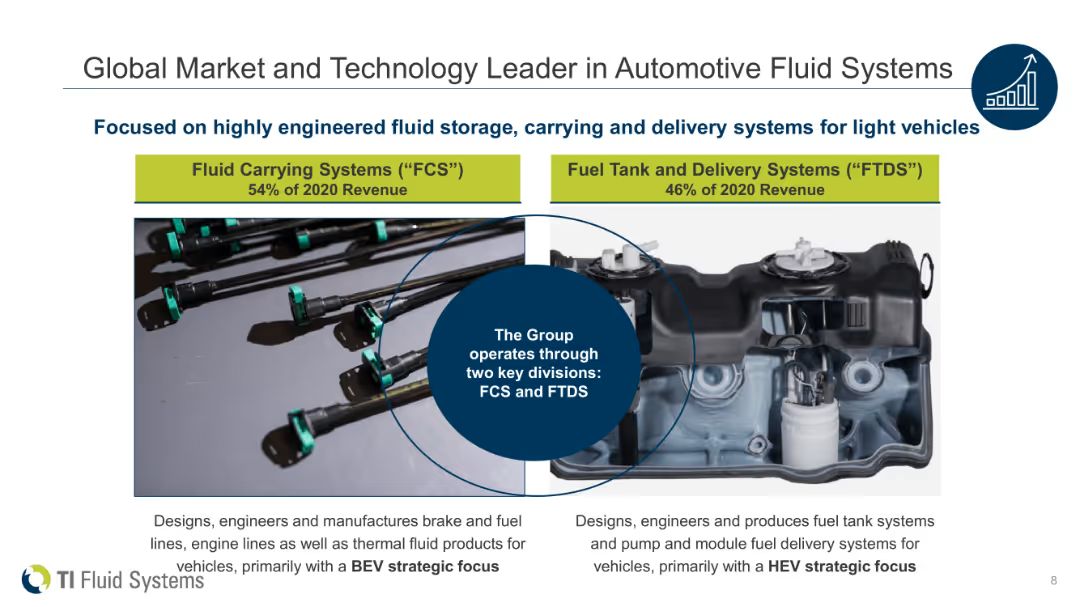 Global Market and Technology Leader in Automotive Fluid Systems
Focused on highly engineered fluid storage, carrying and delivery systems for light vehicles
Fluid Carrying Systems (“FCS”)
54% of 2020 Revenue
Fuel Tank and Delivery Systems (“FTDS”)
46% of 2020 Revenue
The Group
operates through
two key divisions:
FCS and FTDS
Designs, engineers and manufactures brake and fuel
lines, engine lines as well as thermal fluid products for
vehicles, primarily with a BEV strategic focus
Designs, engineers and produces fuel tank systems
and pump and module fuel delivery systems for
vehicles, primarily with a HEV strategic focus
TI Fluid Systems
8